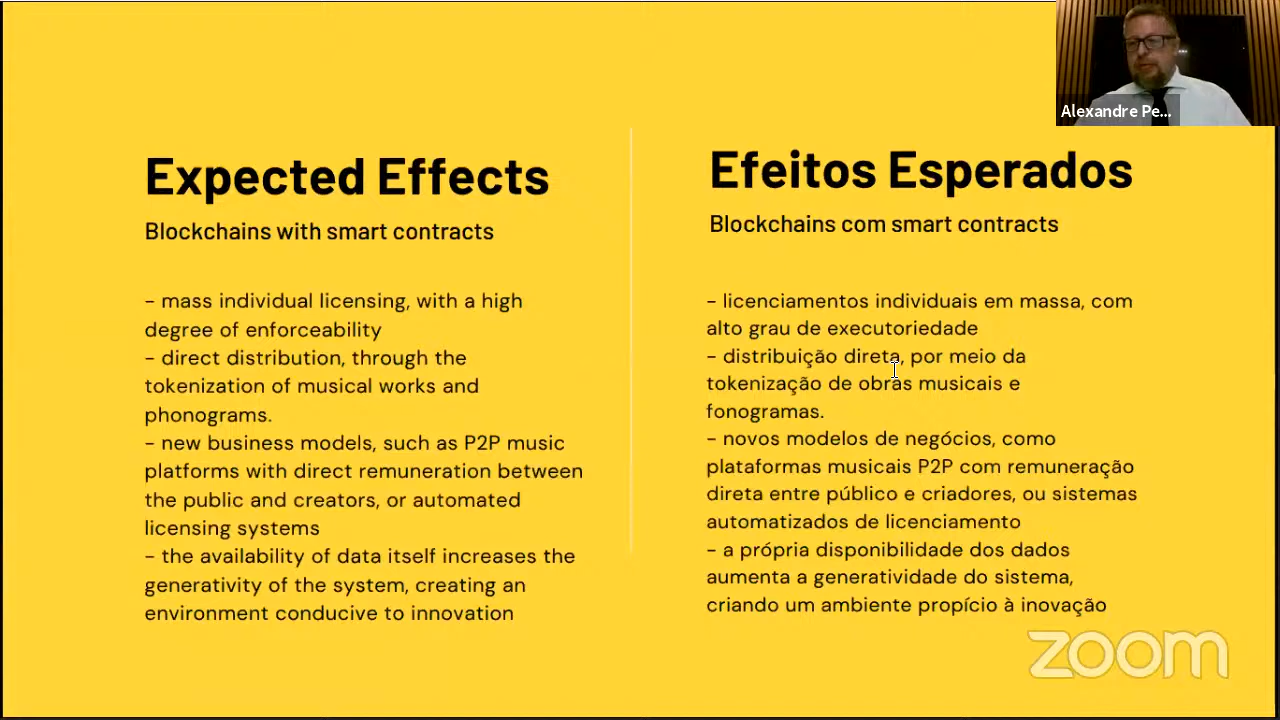 Alexandre Pe...
Expected Effects
Blockchains with smart contracts
- mass individual licensing, with a high
degree of enforceability
- direct distribution, through the
tokenization of musical works and
phonograms.
- new business models, such as P2P music
platforms with direct remuneration between
the public and creators, or automated
licensing systems
- the availability of data itself increases the
generativity of the system, creating an
environment conducive to innovation
Efeitos Esperados
Blockchains com smart contracts
- licenciamentos individuais em massa, com
alto grau de executoriedade
- distribuição direta, por meio da
tokenização de obras musicais e
fonogramas.
- novos modelos de negócios, como
plataformas musicais P2P com remuneração
direta entre público e criadores, ou sistemas
automatizados de licenciamento
- a própria disponibilidade dos dados
aumenta a generatividade do sistema,
criando um ambiente propício à inovação
zoom